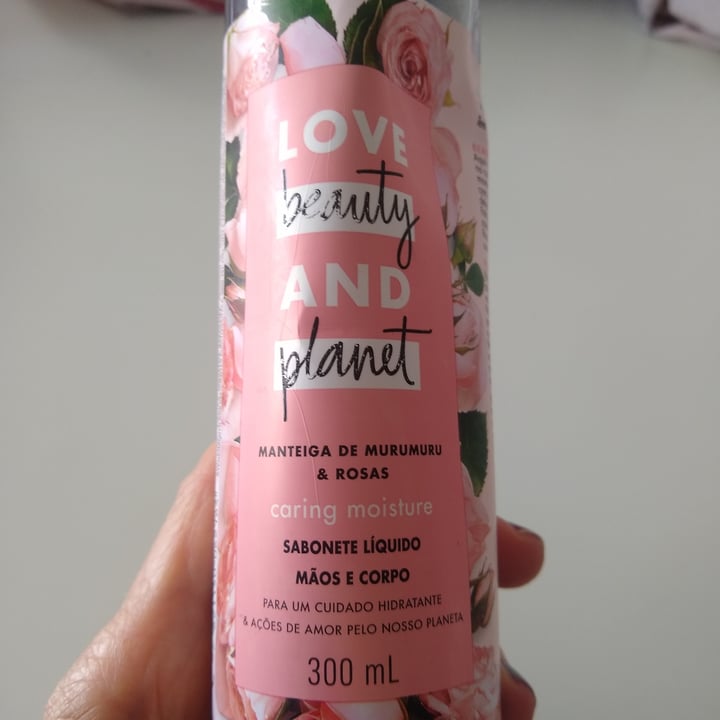 LOVE
beauty
AND
planet
MANTEIGA DE MURUMURU
& ROSAS
caring moisture
SABONETE LÍQUIDO
MÃOS E CORPO
PARA UM CUIDADO HIDRATANTE
& AÇÕES DE AMOR PELO NOSSO PLANETA
300 mL